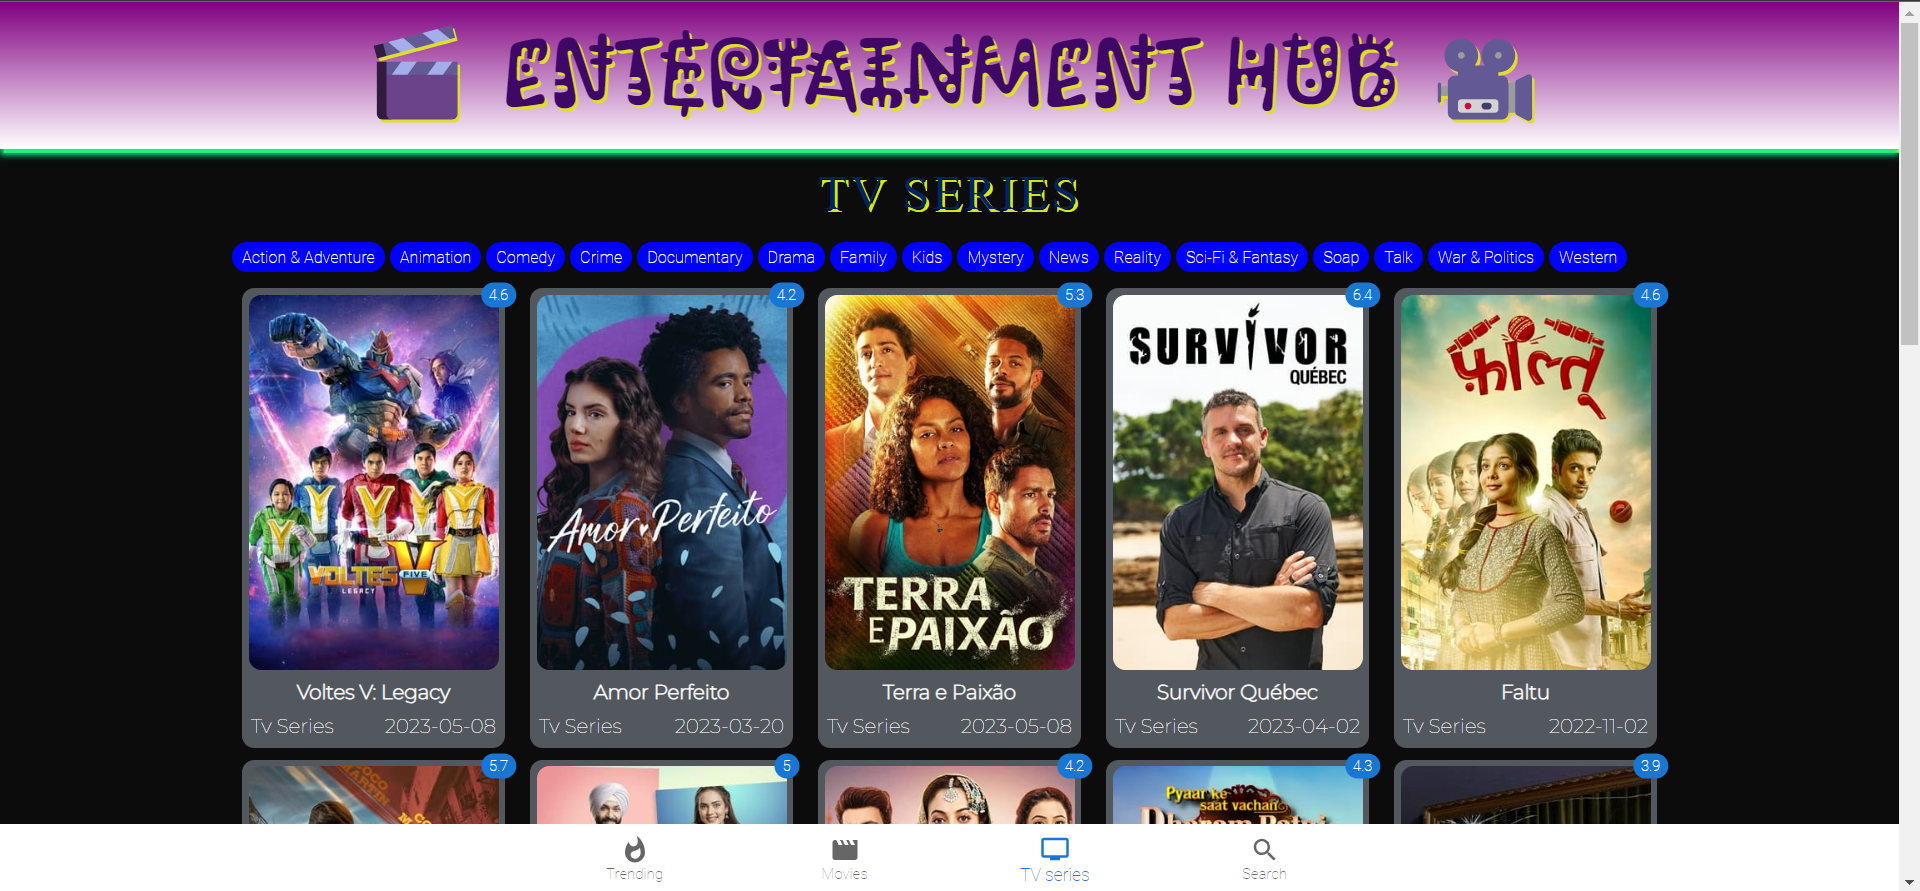 ENTERTAINMENT HUB
TV SERIES
Action & Adventure Animation Comedy Crime Documentary Drama Family Kids Mystery News Reality Sci-Fi & Fantasy Soap Talk War & Politics Western
4.6
VOLTES V FIVE
LEGACY
Voltes V: Legacy
Tv Series 2023-05-08
4.2
Amor Perfeito
Amor Perfeito
Tv Series 2023-03-20
5.3
TERRA
E PAIXÃO
Terra e Paixão
Tv Series 2023-05-08
6.4
SURVIVOR
QUÉBEC
Survivor Québec
Tv Series 2023-04-02
4.6
फ़ालतू
Faltu
Tv Series 2022-11-02
5.7
COCO
MARTIN
5
4.2
4.3
Pyaar ke
saat vachan
Dharam Patni
3.9
Trending Movies TV series Search